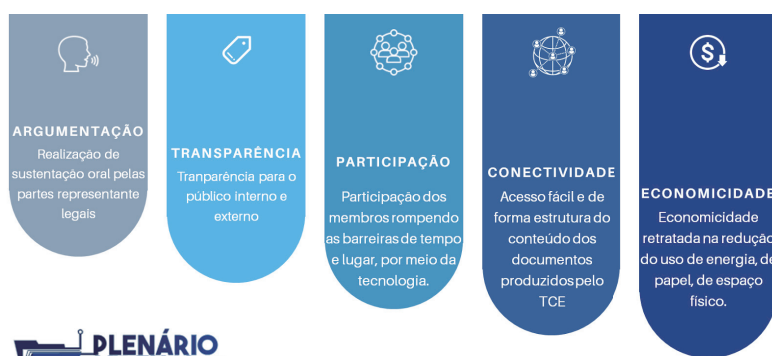 ARGUMENTAÇÃO
Realização de
sustentação oral pelas
partes representante
legais
TRANSPARÊNCIA
Tranparência para o
público interno e
externo
PARTICIPAÇÃO
Participação dos
membros rompendo
as barreiras de tempo
e lugar, por meio da
tecnologia.
CONECTIVIDADE
Acesso fácil e de
forma estrutura do
conteúdo dos
documentos
produzidos pelo
TCE
ECONOMICIDADE
Economicidade
retratada na redução
do uso de energia, de
papel, de espaço
físico.
PLENÁRIO